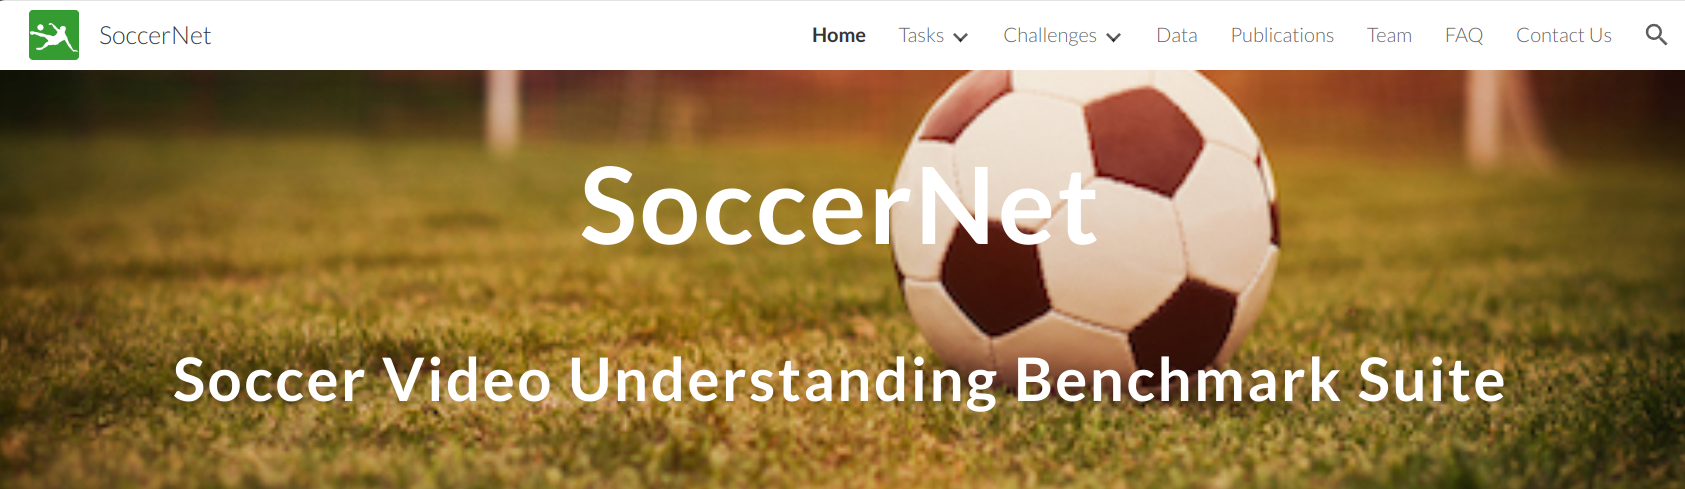 SoccerNet Home Tasks Challenges Data Publications Team FAQ Contact Us
SoccerNet
Soccer Video Understanding Benchmark Suite